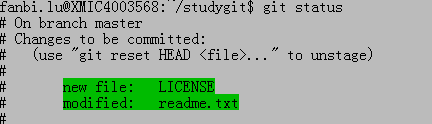 fanbi.lu@XMIC4003568:~/studygit$ git status
# On branch master
# Changes to be committed:
#   (use "git reset HEAD <file>..." to unstage)
#
#       new file:   LICENSE
#       modified:   readme.txt
#